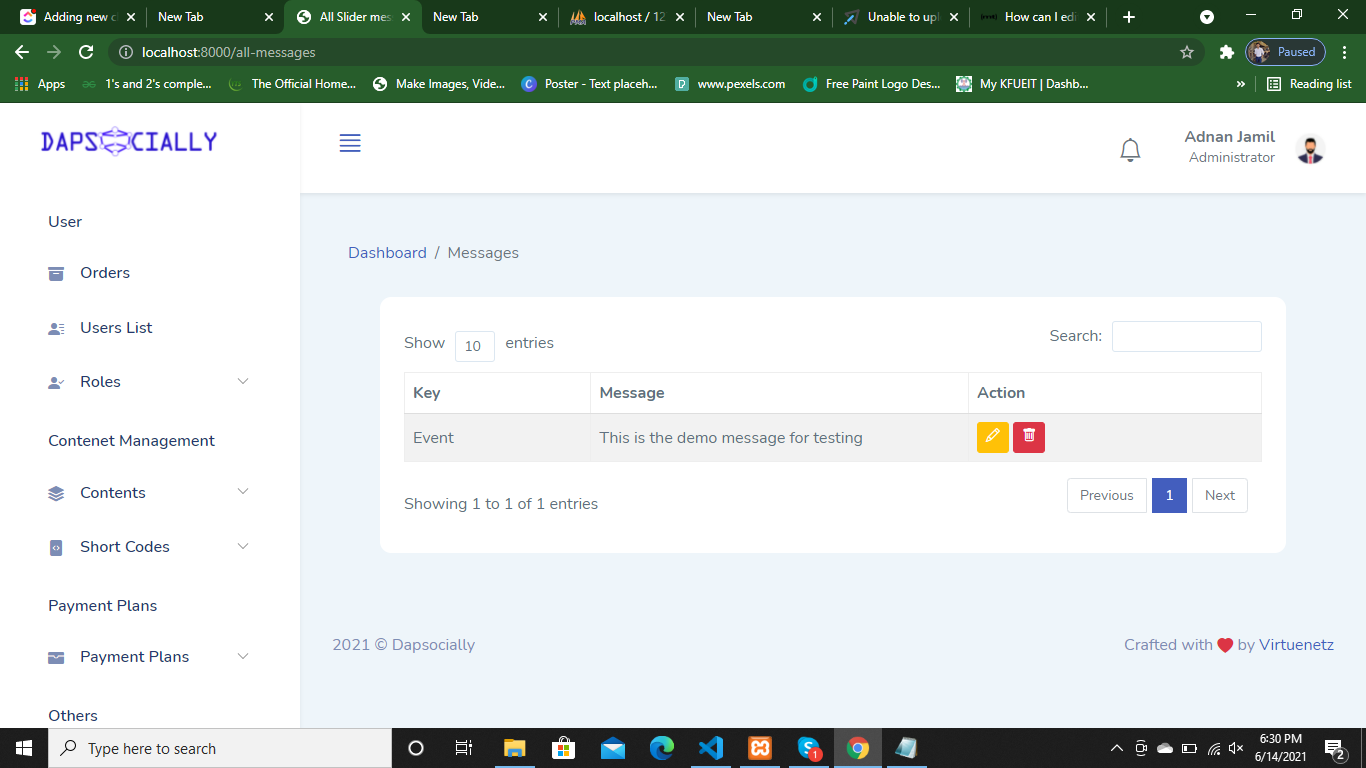 Adding new c
New Tab
All Slider mes
New Tab
localhost / 12
New Tab
Unable to upl
How can I edi
localhost:8000/all-messages
Paused
Apps
1's and 2's comple...
The Official Home...
Make Images, Vide...
Poster - Text placeh...
www.pexels.com
Free Paint Logo Des...
My KFUEIT | Dashb...
»
Reading list
DAPSOCIALLY
Adnan Jamil
Administrator
User
Orders
Users List
Roles
Contenet Management
Contents
Short Codes
Payment Plans
Payment Plans
Others
Dashboard / Messages
Show 10 entries
Search:
Key Message Action
Event This is the demo message for testing
Showing 1 to 1 of 1 entries
Previous 1 Next
2021 © Dapsocially
Crafted with ❤ by Virtuenetz
Type here to search
1
6:30 PM
6/14/2021
2